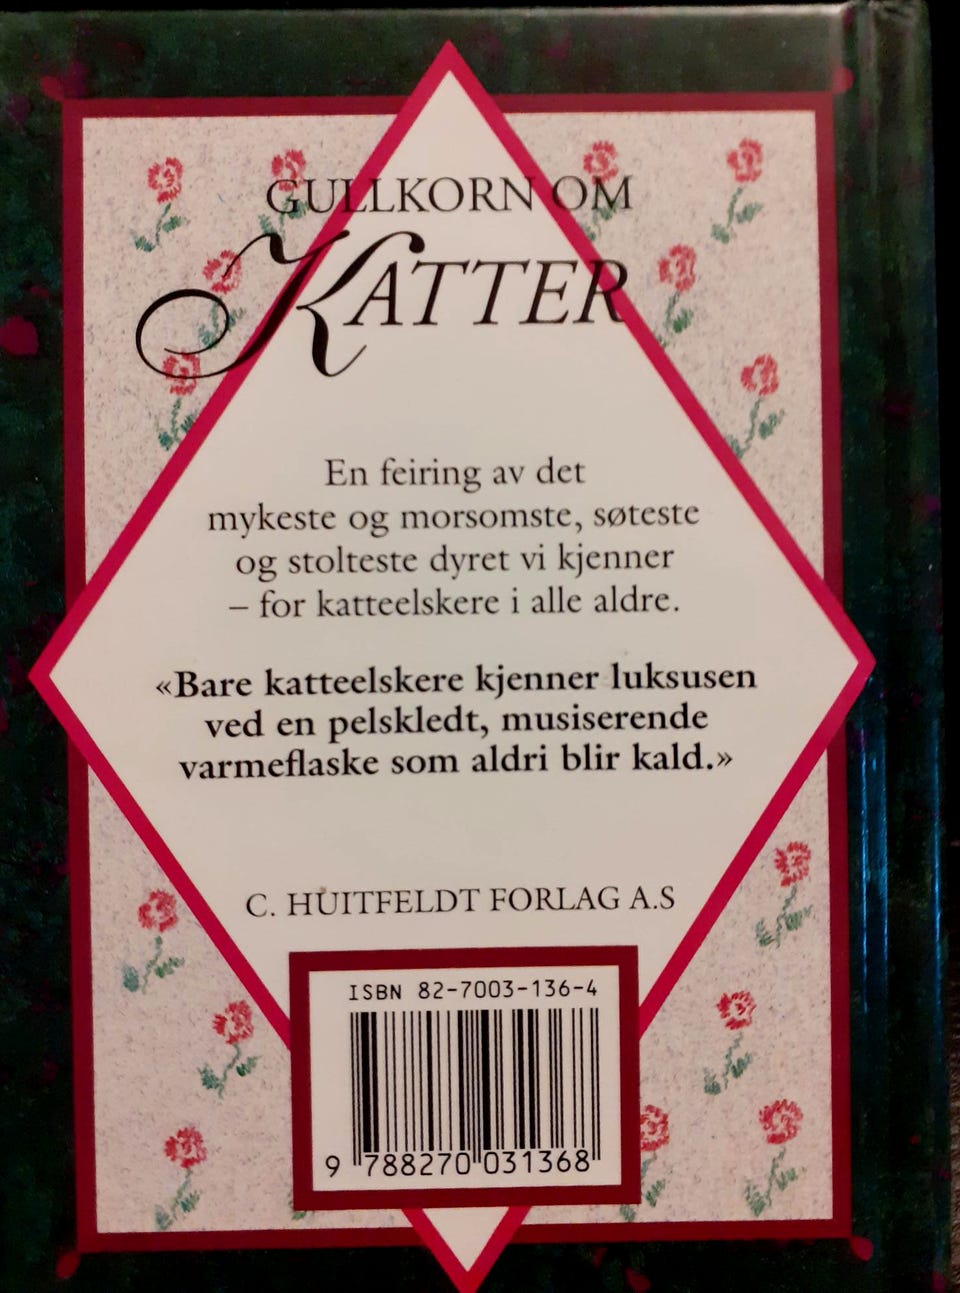 GULLKORN OM
KATTER
En feiring av det
mykeste og morsomste, søteste
og stolteste dyret vi kjenner
– for katteelskere i alle aldre.
«Bare katteelskere kjenner luksusen
ved en pelskledt, musiserende
varmeflaske som aldri blir kald.»
C. HUITFELDT FORLAG A.S
ISBN 82-7003-136-4
9 788270 031368